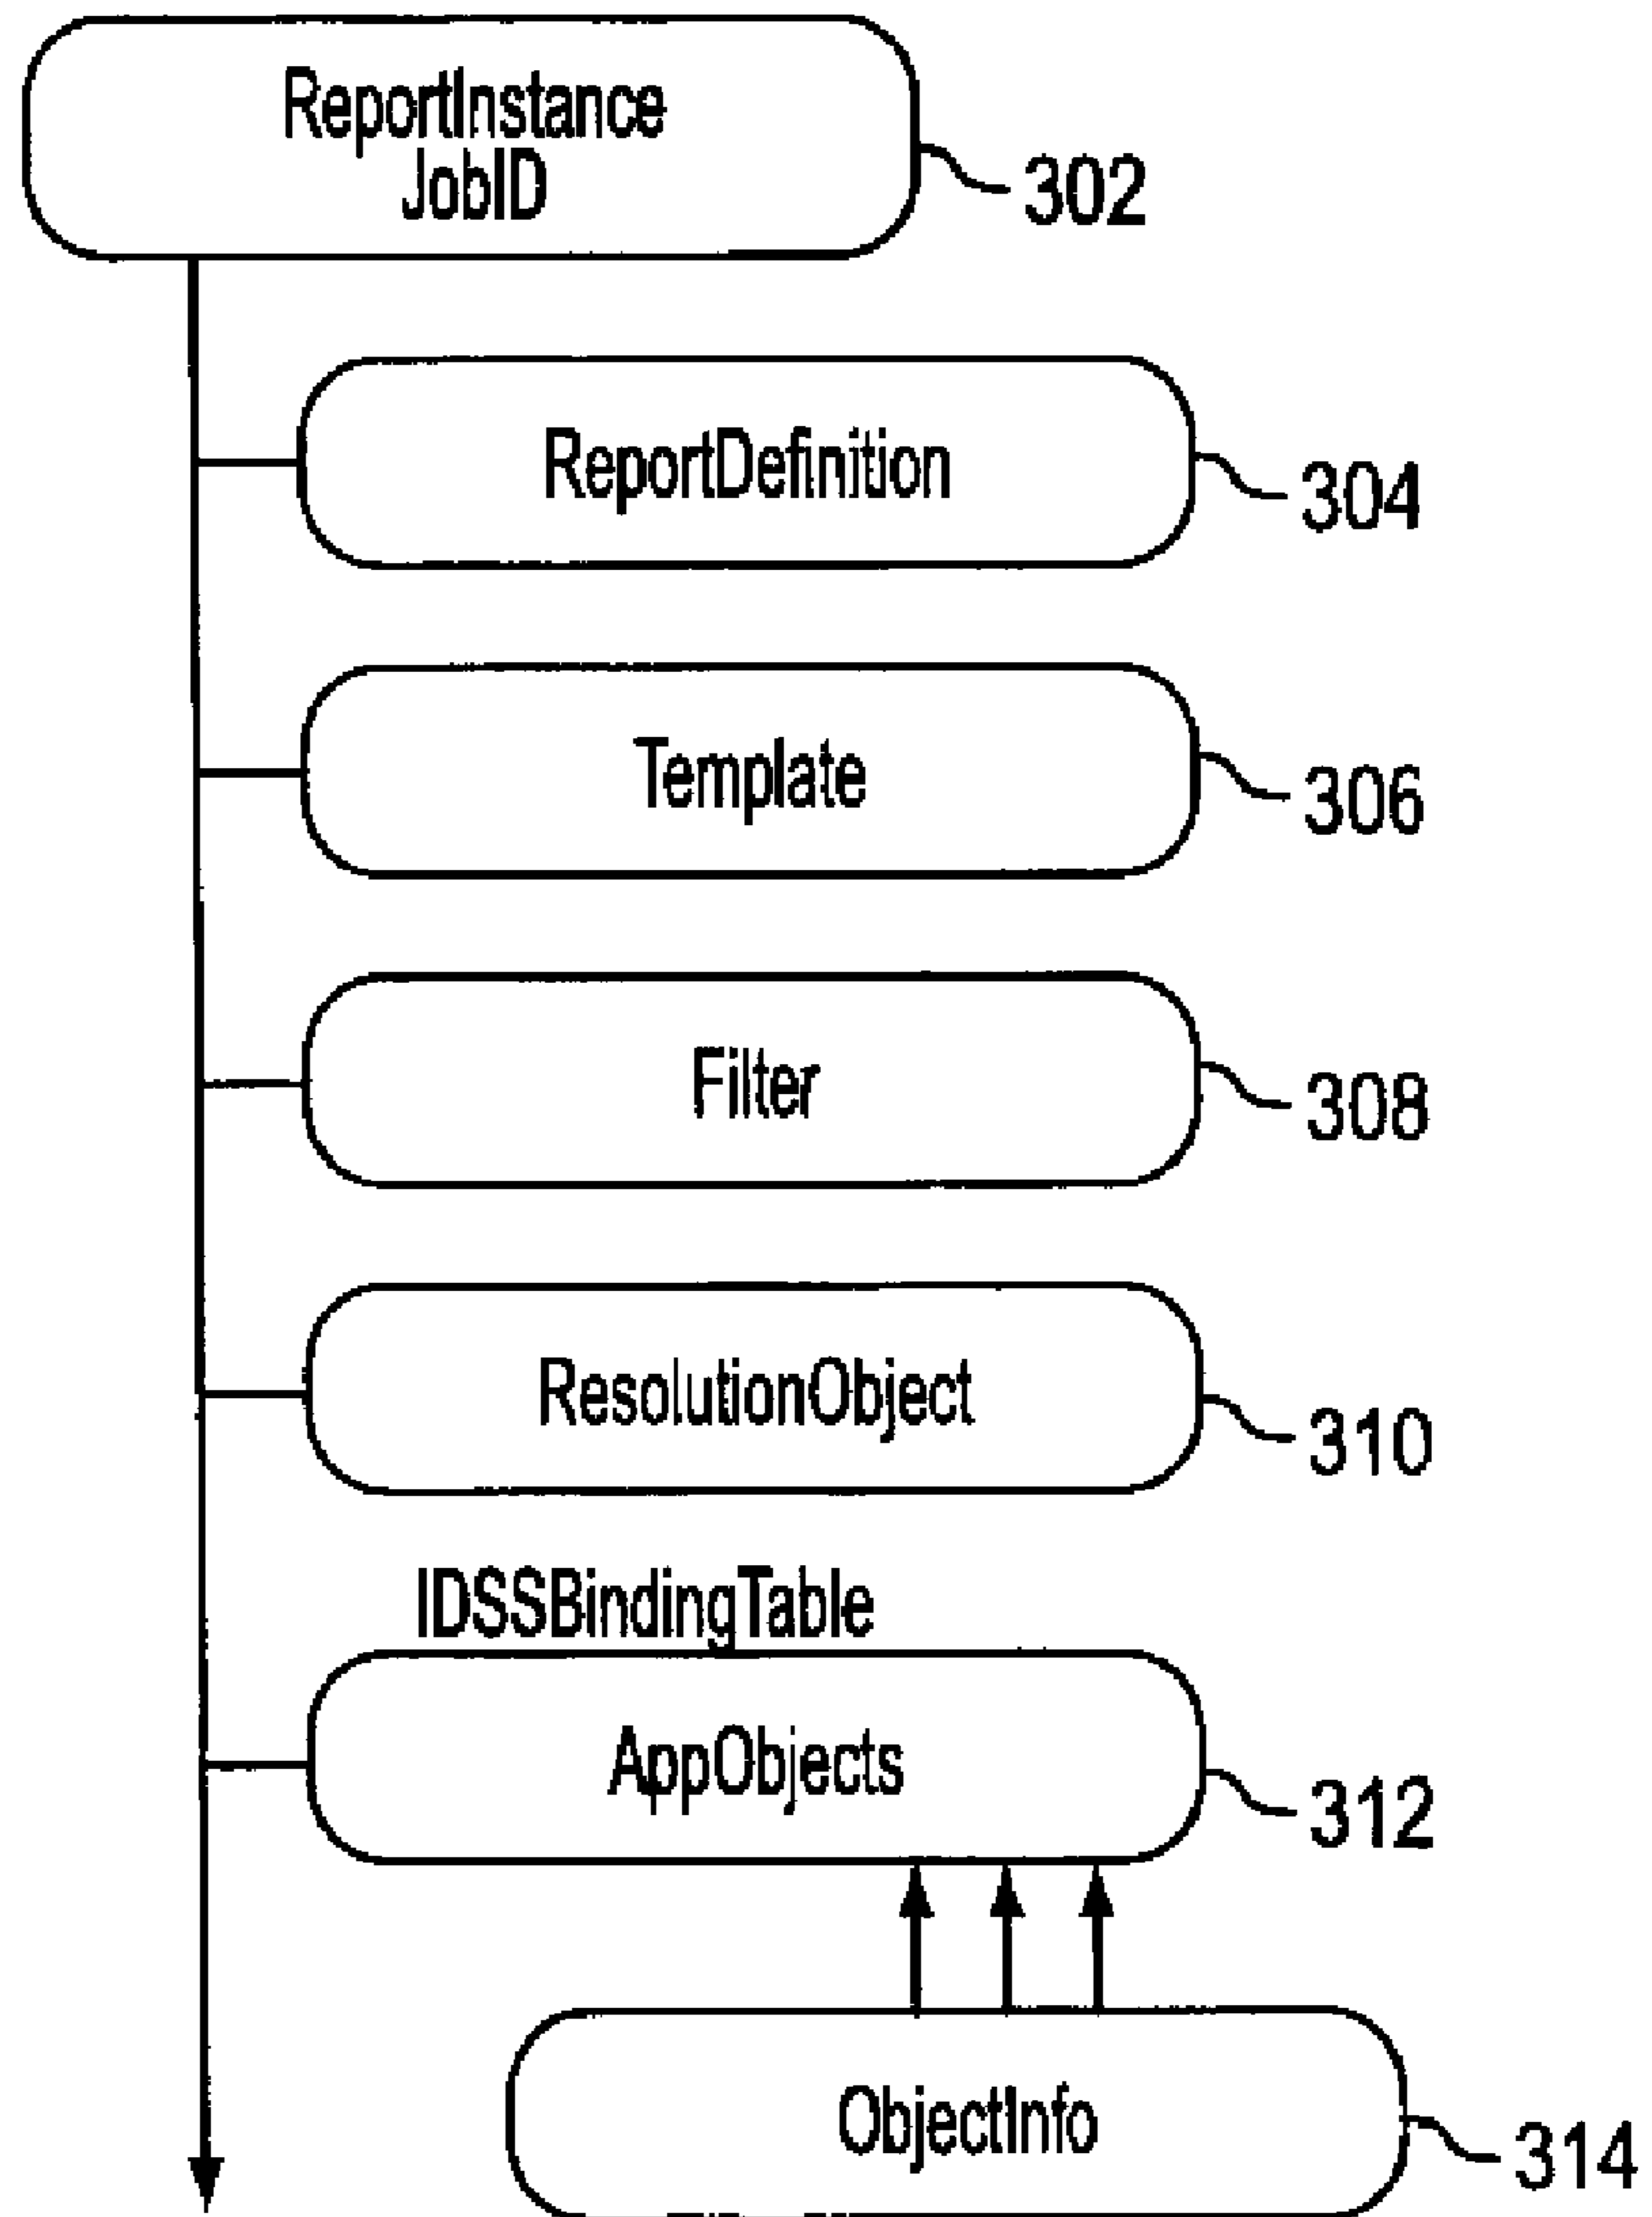 ReportInstance
JobID
302
ReportDefinition
304
Template
306
Filter
308
ResolutionObject
310
IDSSBindingTable
AppObjects
312
ObjectInfo
314